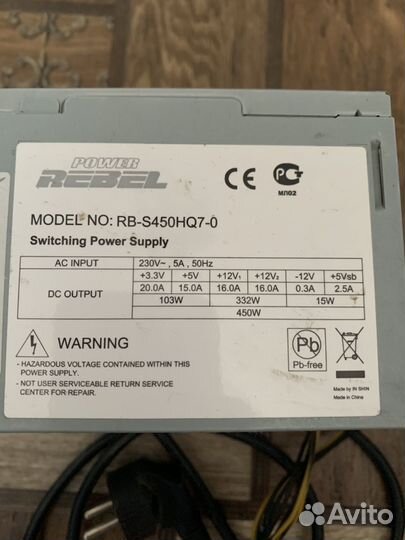 POWER
REBEL
CE PC
МЛ02
MODEL NO: RB-S450HQ7-0
Switching Power Supply
AC INPUT 230V~ , 5A , 50Hz
DC OUTPUT +3.3V +5V +12V1 +12V2 -12V +5Vsb
20.0A 15.0A 16.0A 16.0A 0.3A 2.5A
103W 332W 15W
450W
WARNING
- HAZARDOUS VOLTAGE CONTAINED WITHIN THIS
POWER SUPPLY.
- NOT USER SERVICEABLE RETURN SERVICE
CENTER FOR REPAIR.
Pb
Pb-free
Made by IN SHIN
Made in China
Avito